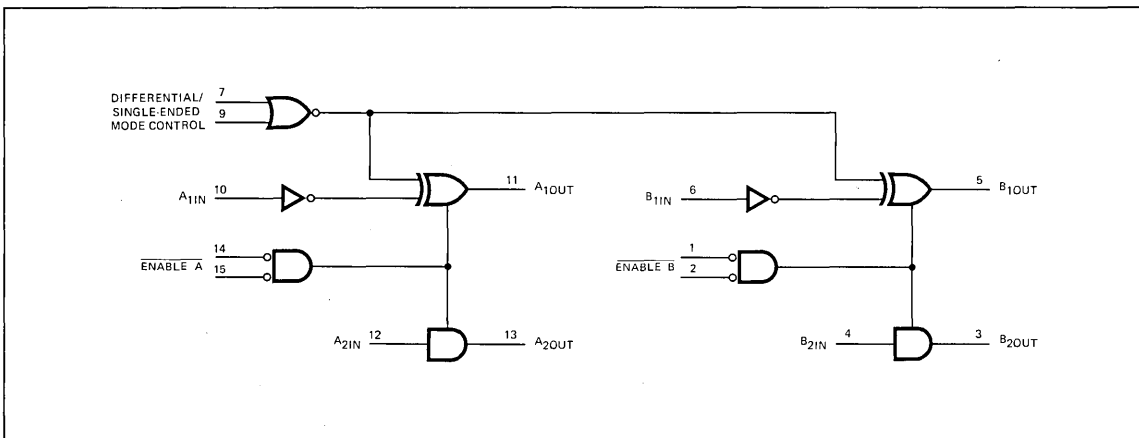 DIFFERENTIAL/
SINGLE-ENDED
MODE CONTROL
7
9
A1IN
10
11
A1OUT
B1IN
6
5
B1OUT
ENABLE A
14
15
ENABLE B
1
2
A2IN
12
13
A2OUT
B2IN
4
3
B2OUT